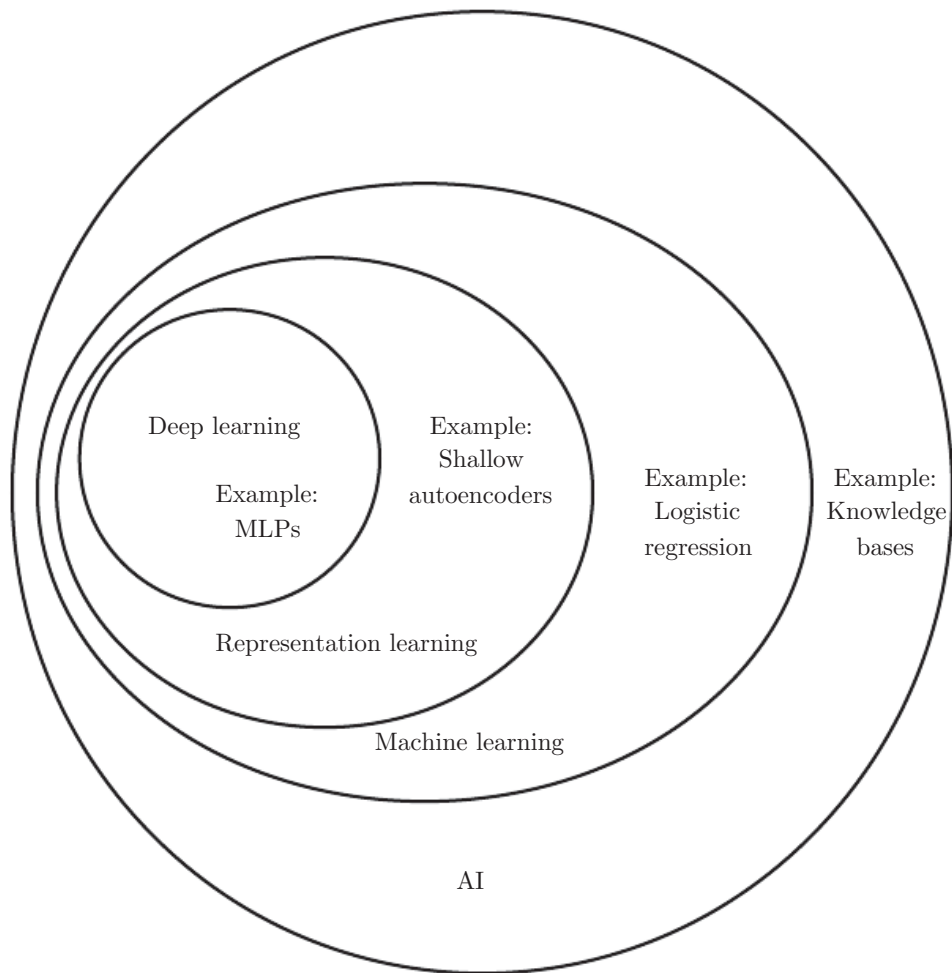 Deep learning
Example:
MLPs
Example:
Shallow
autoencoders
Example:
Logistic
regression
Example:
Knowledge
bases
Representation learning
Machine learning
AI